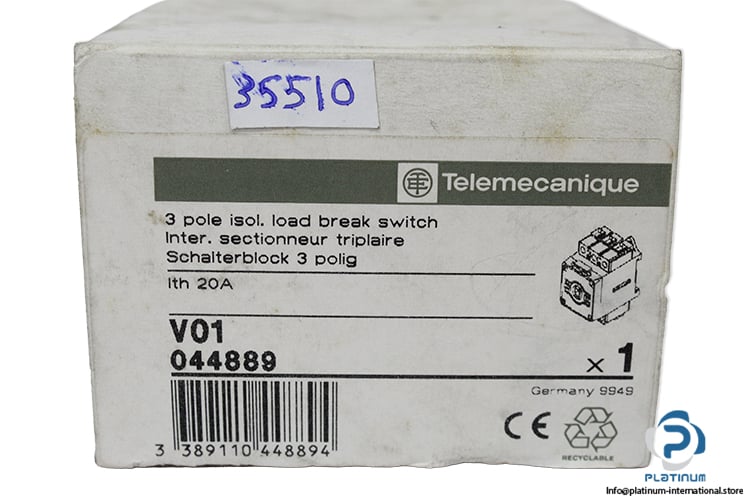 35510
Telemecanique
3 pole isol. load break switch
Inter. sectionneur triplaire
Schalterblock 3 polig
Ith 20A
V01
044889
x 1
Germany 9949
3 389110 448894
CE
RECYCLABLE
PLATINUM
Info@platinum-international.store